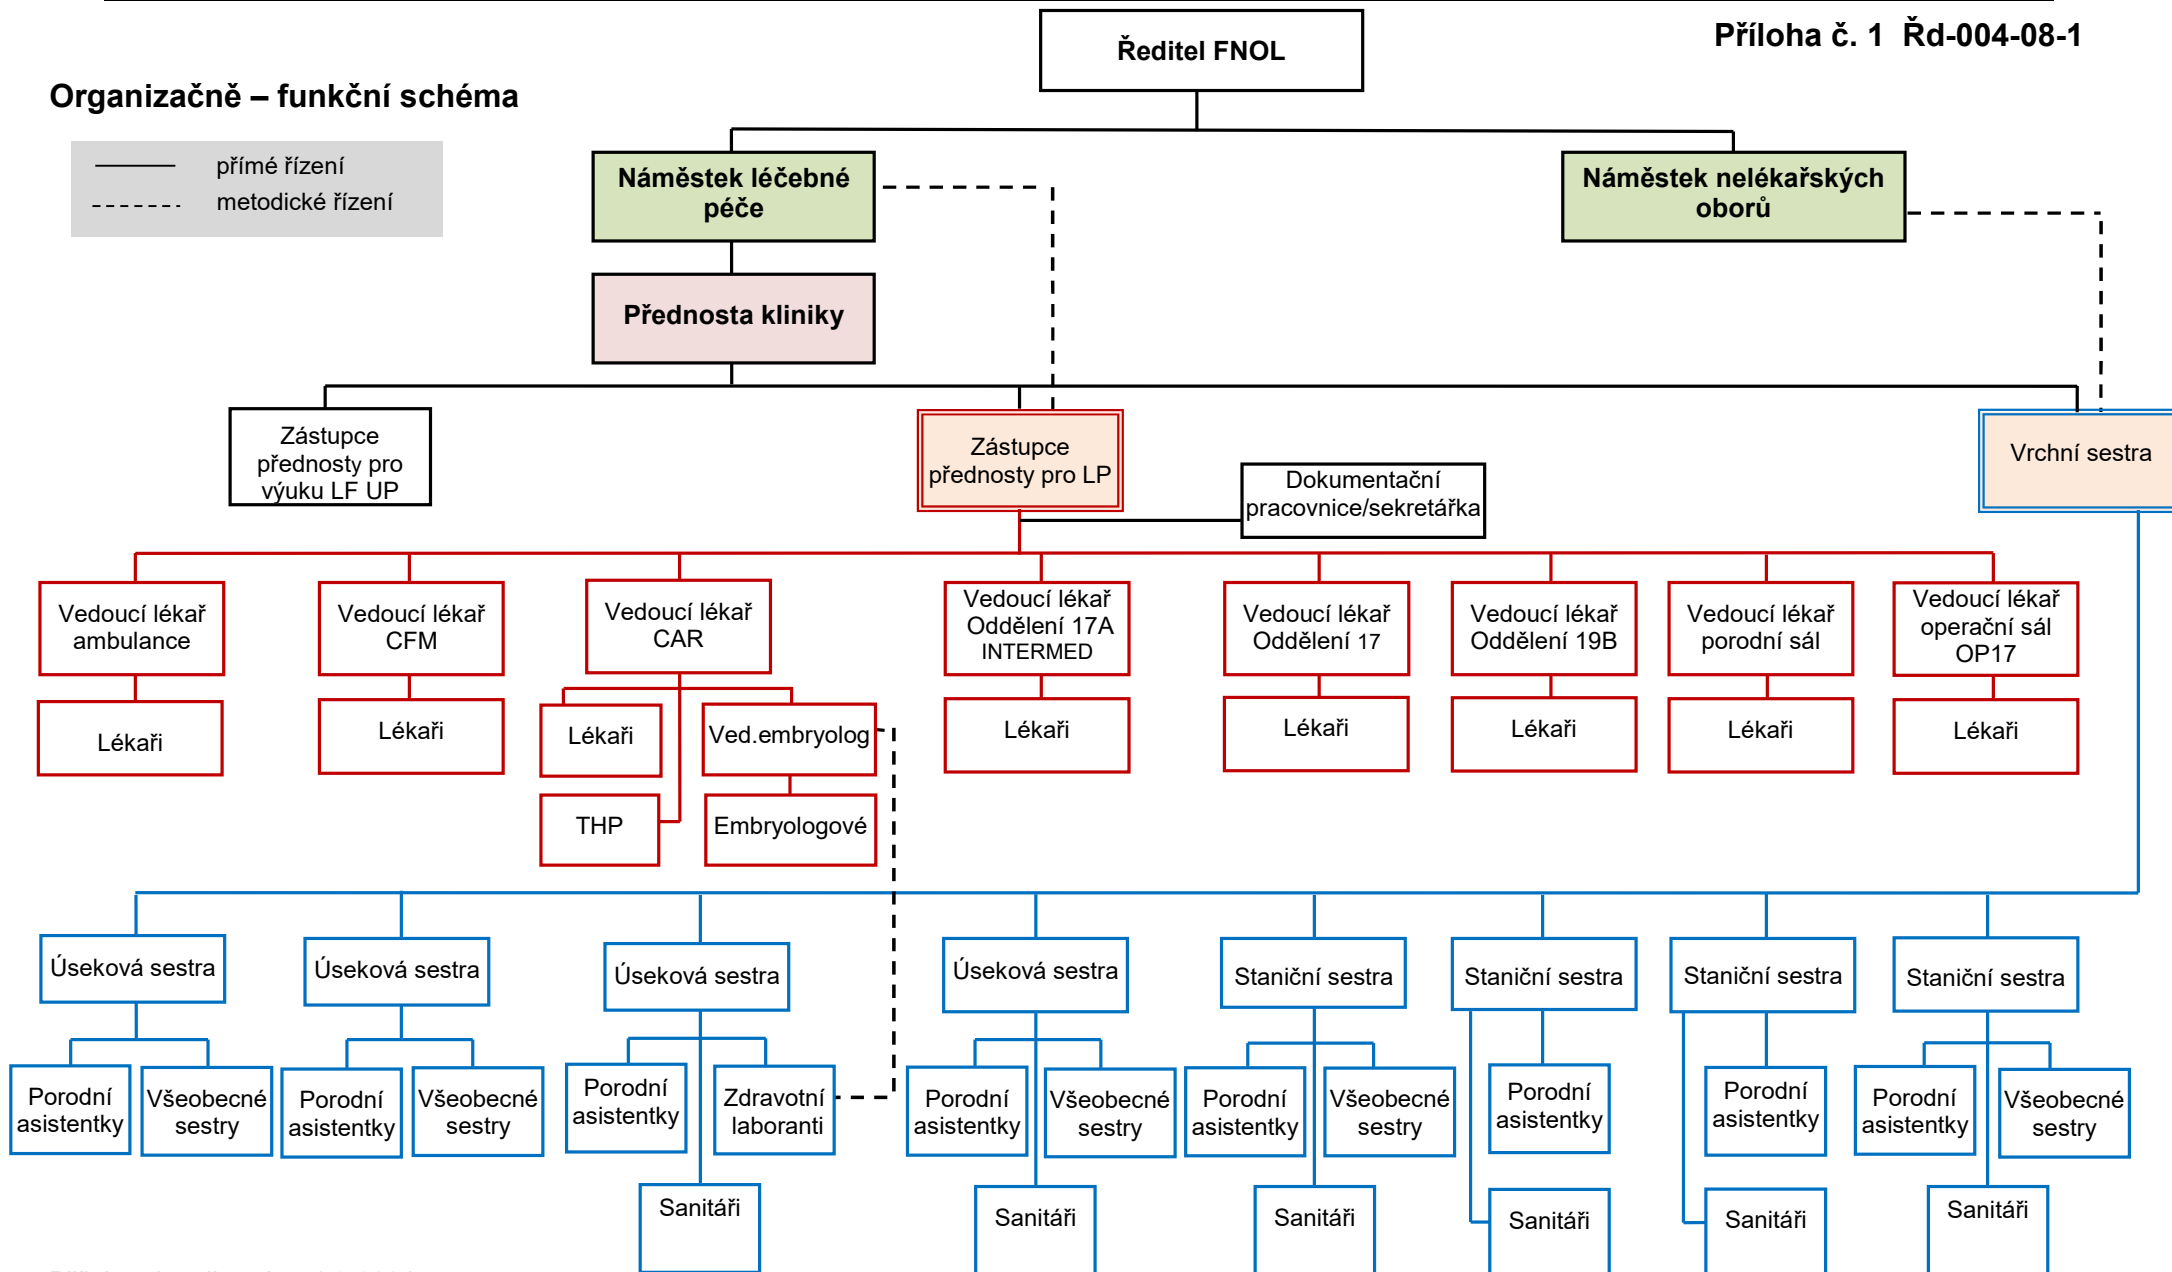 Příloha č. 1 Řd-004-08-1
Ředitel FNOL
Organizačně – funkční schéma
přímé řízení
metodické řízení
Náměstek léčebné
péče
Náměstek nelékařských
oborů
Přednosta kliniky
Zástupce
přednosty pro
výuku LF UP
Zástupce
přednosty pro LP
Dokumentační
pracovnice/sekretářka
Vrchní sestra
Vedoucí lékař
ambulance
Vedoucí lékař
CFM
Vedoucí lékař
CAR
Vedoucí lékař
Oddělení 17A
INTERMED
Vedoucí lékař
Oddělení 17
Vedoucí lékař
Oddělení 19B
Vedoucí lékař
porodní sál
Vedoucí lékař
operační sál
OP17
Lékaři
Lékaři
Lékaři
Ved.embryolog
Lékaři
Lékaři
Lékaři
Lékaři
Lékaři
THP
Embryologové
Úseková sestra
Úseková sestra
Úseková sestra
Úseková sestra
Staniční sestra
Staniční sestra
Staniční sestra
Staniční sestra
Porodní
asistentky
Všeobecné
sestry
Porodní
asistentky
Všeobecné
sestry
Porodní
asistentky
Zdravotní
laboranti
Porodní
asistentky
Všeobecné
sestry
Porodní
asistentky
Všeobecné
sestry
Porodní
asistentky
Porodní
asistentky
Porodní
asistentky
Všeobecné
sestry
Sanitáři
Sanitáři
Sanitáři
Sanitáři
Sanitáři
Sanitáři